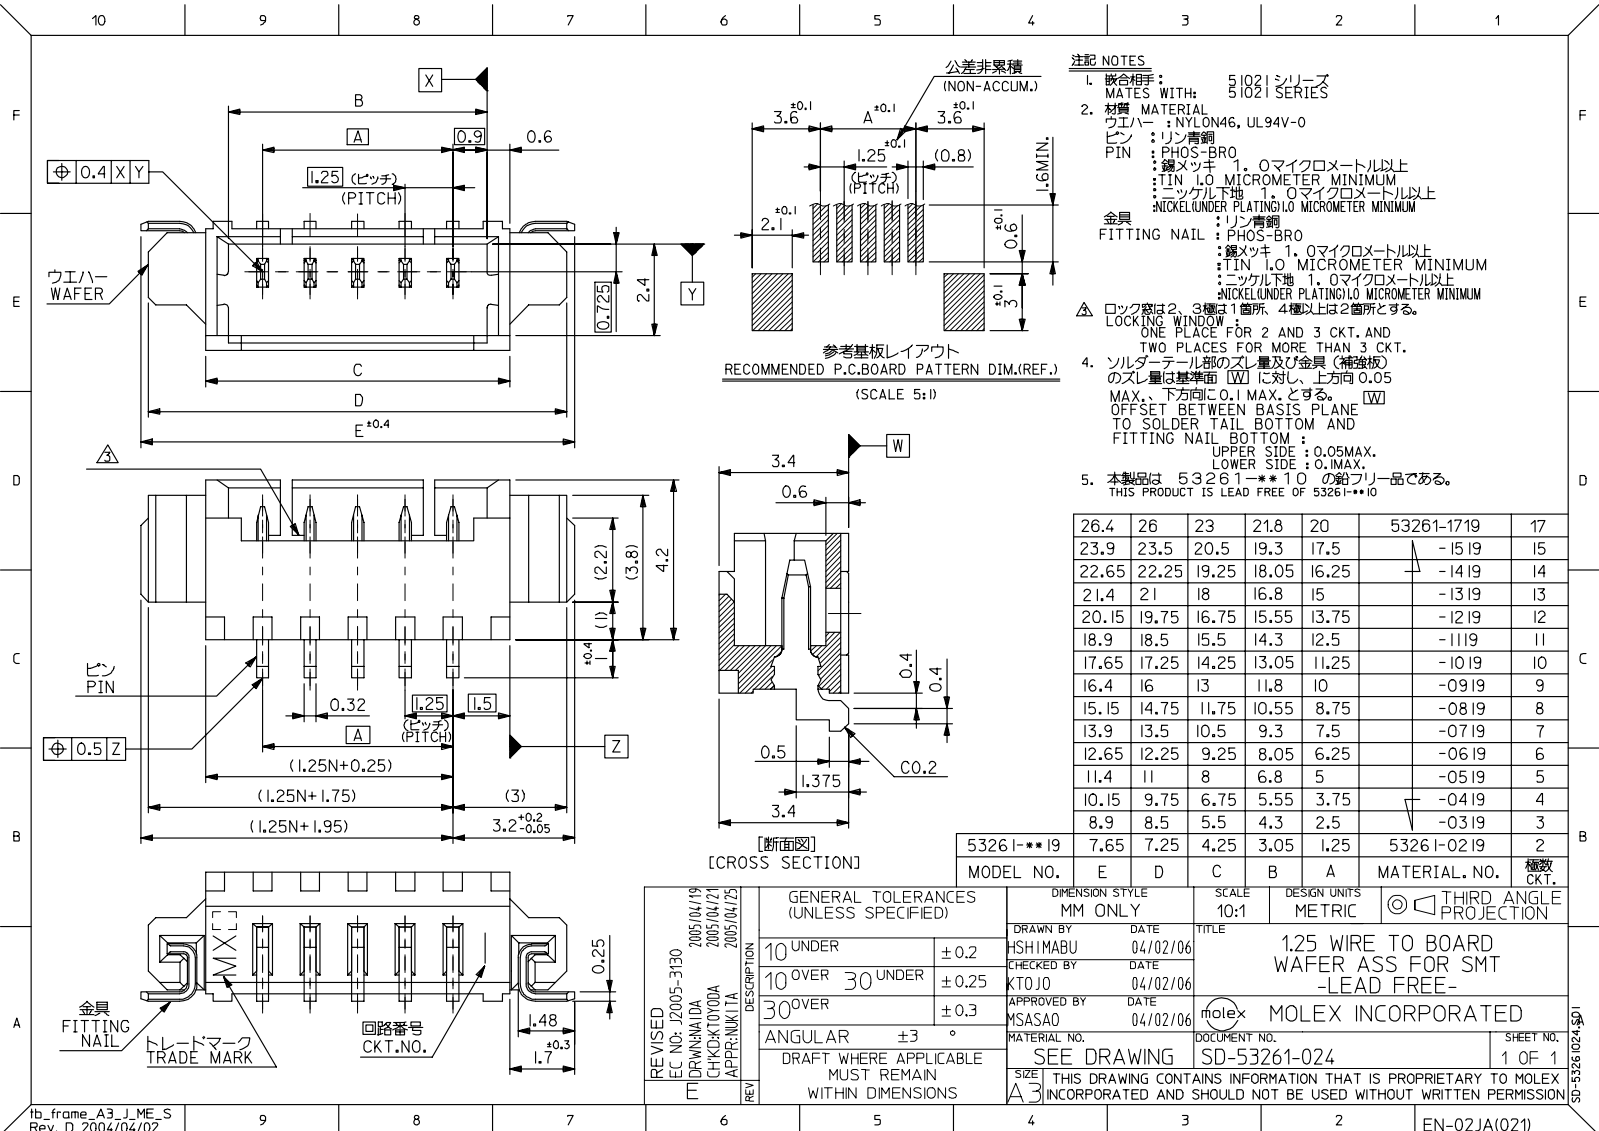 10 9 8 7 6 5 4 3 2 1
F
E
D
C
B
A
X
B
A
0.9
0.6
⌖ 0.4 X Y
1.25 (ピッチ)
(PITCH)
ウエハー
WAFER
0.725
2.4
Y
C
D
E ±0.4
公差非累積
(NON-ACCUM.)
3.6 ±0.1
A ±0.1
3.6 ±0.1
1.25 ±0.1
(ピッチ)
(PITCH)
(0.8)
1.6MIN.
2.1 ±0.1
0.6 ±0.1
3 ±0.1
参考基板レイアウト
RECOMMENDED P.C.BOARD PATTERN DIM.(REF.)
(SCALE 5:1)
注記 NOTES
1. 嵌合相手: 51021 シリーズ
MATES WITH: 51021 SERIES
2. 材質 MATERIAL
ウエハー : NYLON46, UL94V-0
ピン : リン青銅
PIN : PHOS-BRO
:錫メッキ 1.0マイクロメートル以上
:TIN 1.0 MICROMETER MINIMUM
:ニッケル下地 1.0マイクロメートル以上
:NICKEL(UNDER PLATING)1.0 MICROMETER MINIMUM
金具 : リン青銅
FITTING NAIL : PHOS-BRO
:錫メッキ 1.0マイクロメートル以上
:TIN 1.0 MICROMETER MINIMUM
:ニッケル下地 1.0マイクロメートル以上
:NICKEL(UNDER PLATING)1.0 MICROMETER MINIMUM
3 ロック窓は2、3極は1箇所、4極以上は2箇所とする。
LOCKING WINDOW :
ONE PLACE FOR 2 AND 3 CKT. AND
TWO PLACES FOR MORE THAN 3 CKT.
4. ソルダーテール部のズレ量及び金具(補強板)
のズレ量は基準面 W に対し、上方向 0.05
MAX.、下方向に 0.1 MAX. とする。
OFFSET BETWEEN BASIS PLANE W
TO SOLDER TAIL BOTTOM AND
FITTING NAIL BOTTOM :
UPPER SIDE : 0.05MAX.
LOWER SIDE : 0.1MAX.
5. 本製品は 53261-**10 の鉛フリー品である。
THIS PRODUCT IS LEAD FREE OF 53261-**10
3
(2.2)
(3.8)
4.2
(1)
1 ±0.4
ピン
PIN
0.32
1.25
(ピッチ)
(PITCH)
1.5
⌖ 0.5 Z
A
Z
(1.25N+0.25)
(1.25N+1.75)
(3)
(1.25N+1.95)
3.2 +0.2 -0.05
W
3.4
0.6
0.4
0.4
0.5
C0.2
1.375
3.4
[断面図]
[CROSS SECTION]
26.4 26 23 21.8 20 53261-1719 17
23.9 23.5 20.5 19.3 17.5 -1519 15
22.65 22.25 19.25 18.05 16.25 -1419 14
21.4 21 18 16.8 15 -1319 13
20.15 19.75 16.75 15.55 13.75 -1219 12
18.9 18.5 15.5 14.3 12.5 -1119 11
17.65 17.25 14.25 13.05 11.25 -1019 10
16.4 16 13 11.8 10 -0919 9
15.15 14.75 11.75 10.55 8.75 -0819 8
13.9 13.5 10.5 9.3 7.5 -0719 7
12.65 12.25 9.25 8.05 6.25 -0619 6
11.4 11 8 6.8 5 -0519 5
10.15 9.75 6.75 5.55 3.75 -0419 4
8.9 8.5 5.5 4.3 2.5 -0319 3
53261-**19 7.65 7.25 4.25 3.05 1.25 53261-0219 2
MODEL NO. E D C B A MATERIAL. NO. 極数 CKT.
MX
金具
FITTING
NAIL
トレードマーク
TRADE MARK
回路番号
CKT.NO.
0.25
1.48
1.7 ±0.3
REVISED
EC NO: J2005-3130
DRWN:NAIDA 2005/04/19
CH'KD:KTOYODA 2005/04/21
APPR:NUKITA 2005/04/25
DESCRIPTION
E
REV
GENERAL TOLERANCES
(UNLESS SPECIFIED)
10 UNDER ±0.2
10 OVER 30 UNDER ±0.25
30 OVER ±0.3
ANGULAR ±3 °
DRAFT WHERE APPLICABLE
MUST REMAIN
WITHIN DIMENSIONS
DIMENSION STYLE
MM ONLY
SCALE
10:1
DESIGN UNITS
METRIC
THIRD ANGLE
PROJECTION
DRAWN BY DATE
HSHIMABU 04/02/06
CHECKED BY DATE
KTOJO 04/02/06
APPROVED BY DATE
MSASAO 04/02/06
TITLE
1.25 WIRE TO BOARD
WAFER ASS FOR SMT
-LEAD FREE-
molex MOLEX INCORPORATED
MATERIAL NO.
SEE DRAWING
DOCUMENT NO.
SD-53261-024
SHEET NO.
1 OF 1
SIZE
A3
THIS DRAWING CONTAINS INFORMATION THAT IS PROPRIETARY TO MOLEX
INCORPORATED AND SHOULD NOT BE USED WITHOUT WRITTEN PERMISSION
SD-53261024.S01
F
E
D
C
B
A
tb_frame_A3_J_ME_S
Rev. D 2004/04/02
9 8 7 6 5 4 3 2
EN-02JA(021)